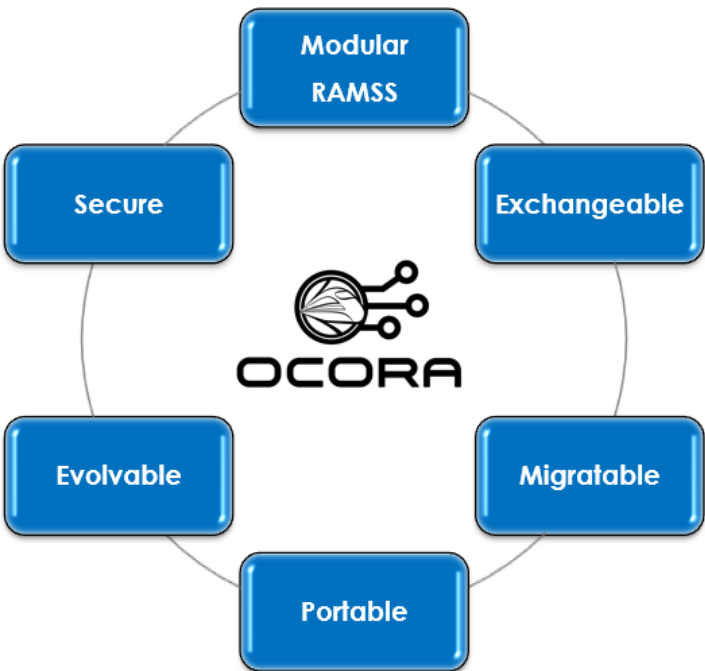 Modular
RAMSS
Exchangeable
Migratable
Portable
Evolvable
Secure
OCORA